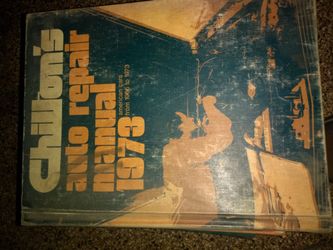 chilton's
auto repair
manual
1973
american cars
from 1966 to 1973